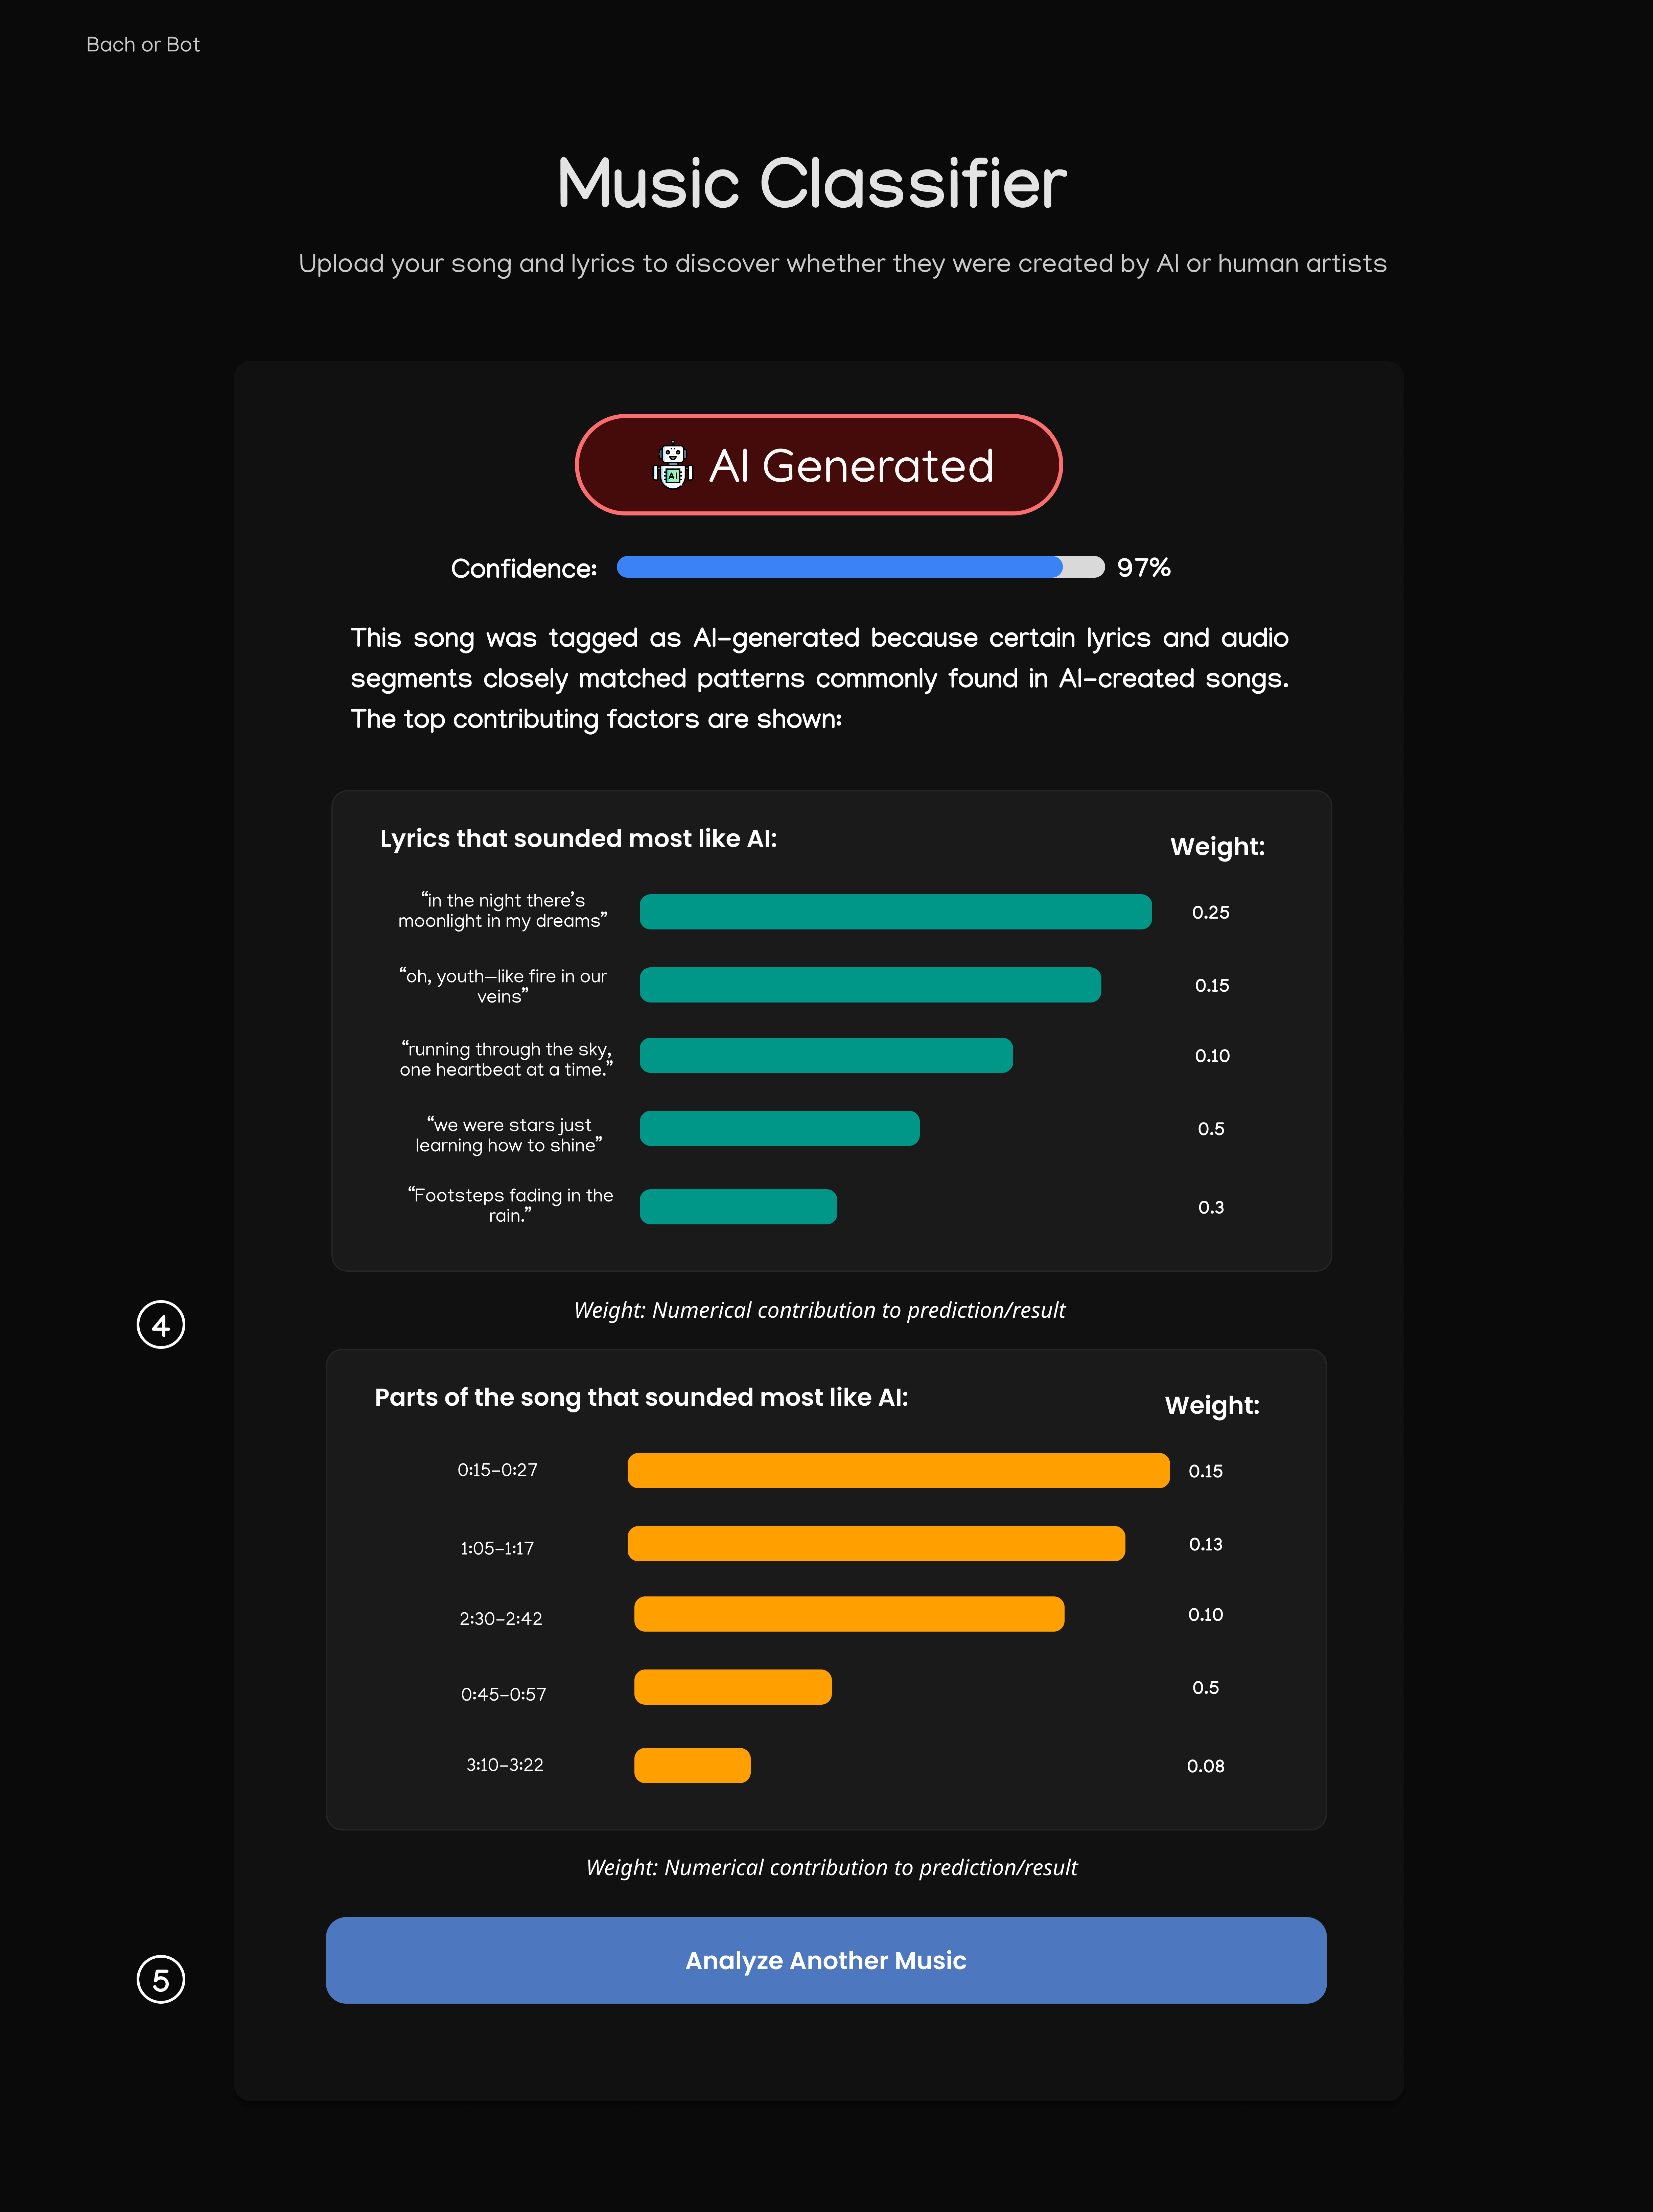 Bach or Bot
Music Classifier
Upload your song and lyrics to discover whether they were created by AI or human artists
AI
AI Generated
Confidence:
97%
This song was tagged as AI-generated because certain lyrics and audio
segments closely matched patterns commonly found in AI-created songs.
The top contributing factors are shown:
Lyrics that sounded most like AI:
Weight:
“in the night there’s
moonlight in my dreams”
0.25
“oh, youth—like fire in our
veins”
0.15
“running through the sky,
one heartbeat at a time.”
0.10
“we were stars just
learning how to shine”
0.5
“Footsteps fading in the
rain.”
0.3
4
Weight: Numerical contribution to prediction/result
Parts of the song that sounded most like AI:
Weight:
0:15–0:27
0.15
1:05–1:17
0.13
2:30–2:42
0.10
0:45–0:57
0.5
3:10–3:22
0.08
Weight: Numerical contribution to prediction/result
5
Analyze Another Music